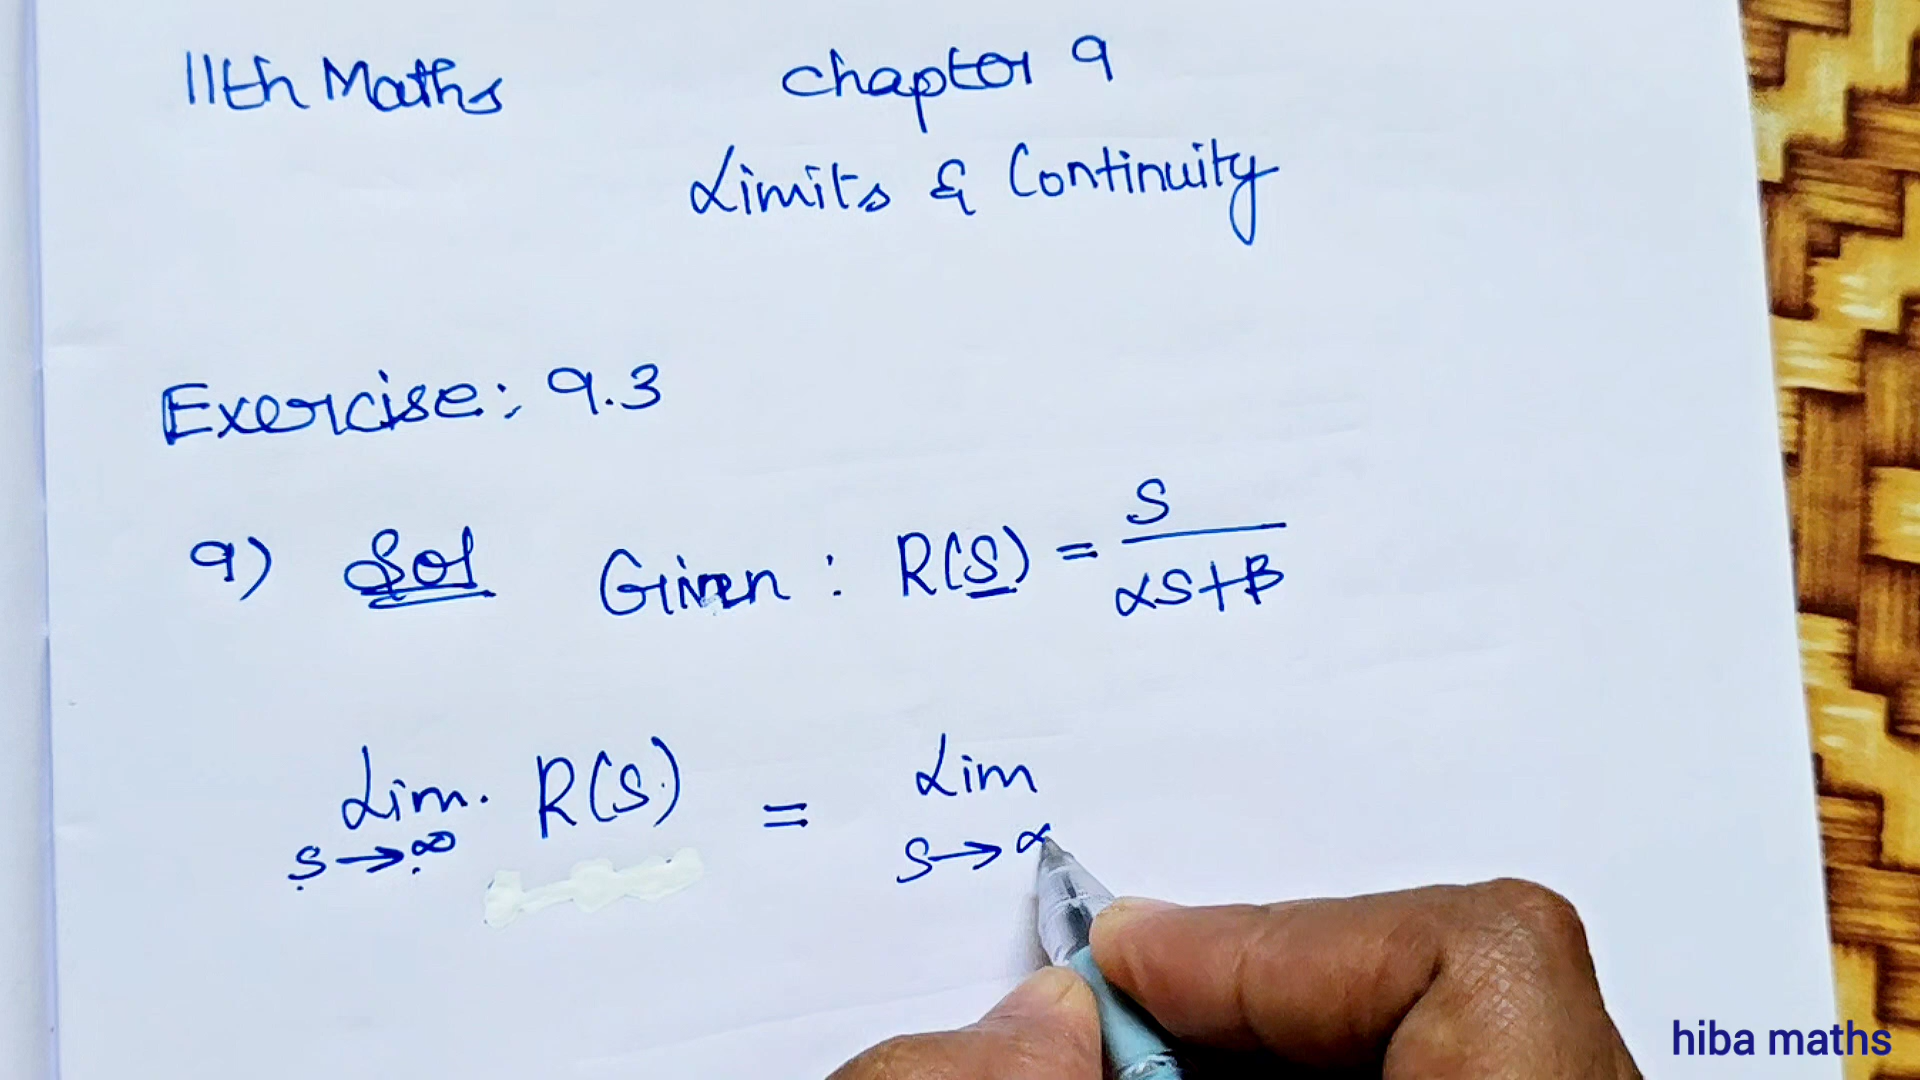 11th Maths Chapter 9
Limits & Continuity
Exercise: 9.3
9) Sol Given : R(S) = S / αS+β
Lim. R(S) = Lim
S→∞ S→∝
hiba maths